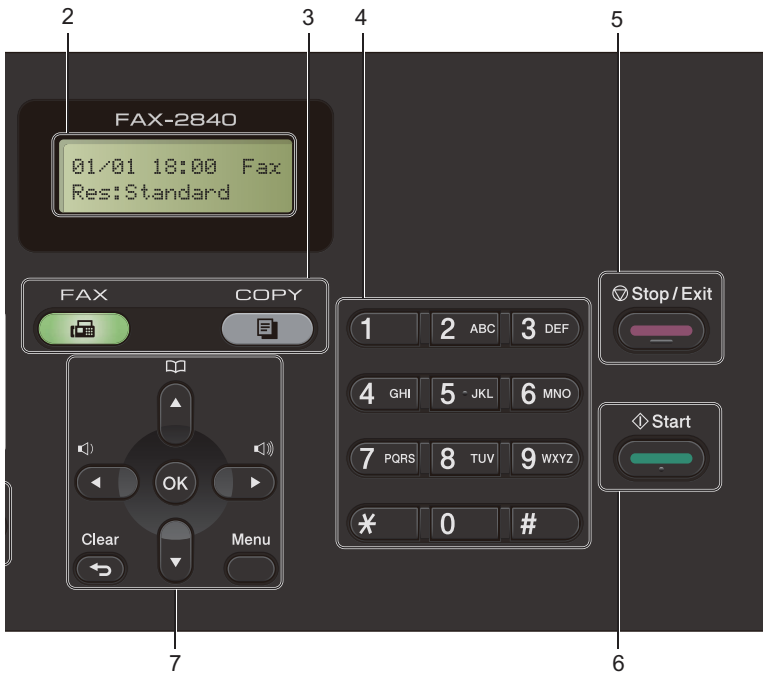 2 3 4 5
FAX-2840
01/01 18:00 Fax
Res:Standard
FAX COPY
Stop/Exit
1 2 ABC 3 DEF
4 GHI 5 JKL 6 MNO
Start
7 PQRS 8 TUV 9 WXYZ
OK
* 0 #
Clear Menu
7 6